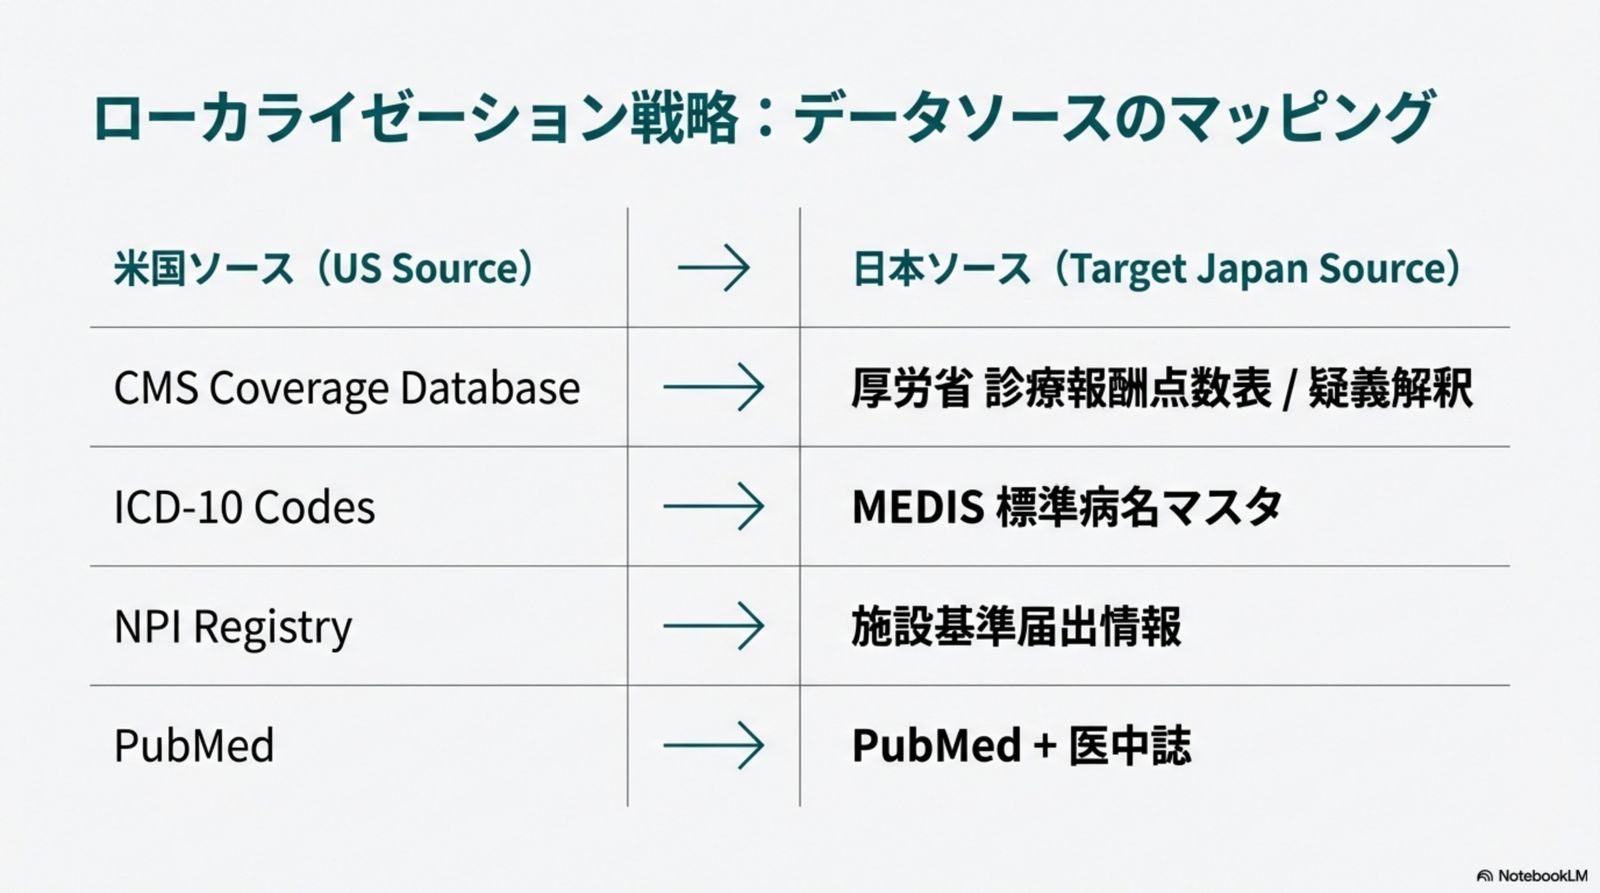 ローカライゼーション戦略：データソースのマッピング
米国ソース（US Source） → 日本ソース（Target Japan Source）
CMS Coverage Database → 厚労省 診療報酬点数表 / 疑義解釈
ICD-10 Codes → MEDIS 標準病名マスタ
NPI Registry → 施設基準届出情報
PubMed → PubMed + 医中誌
NotebookLM